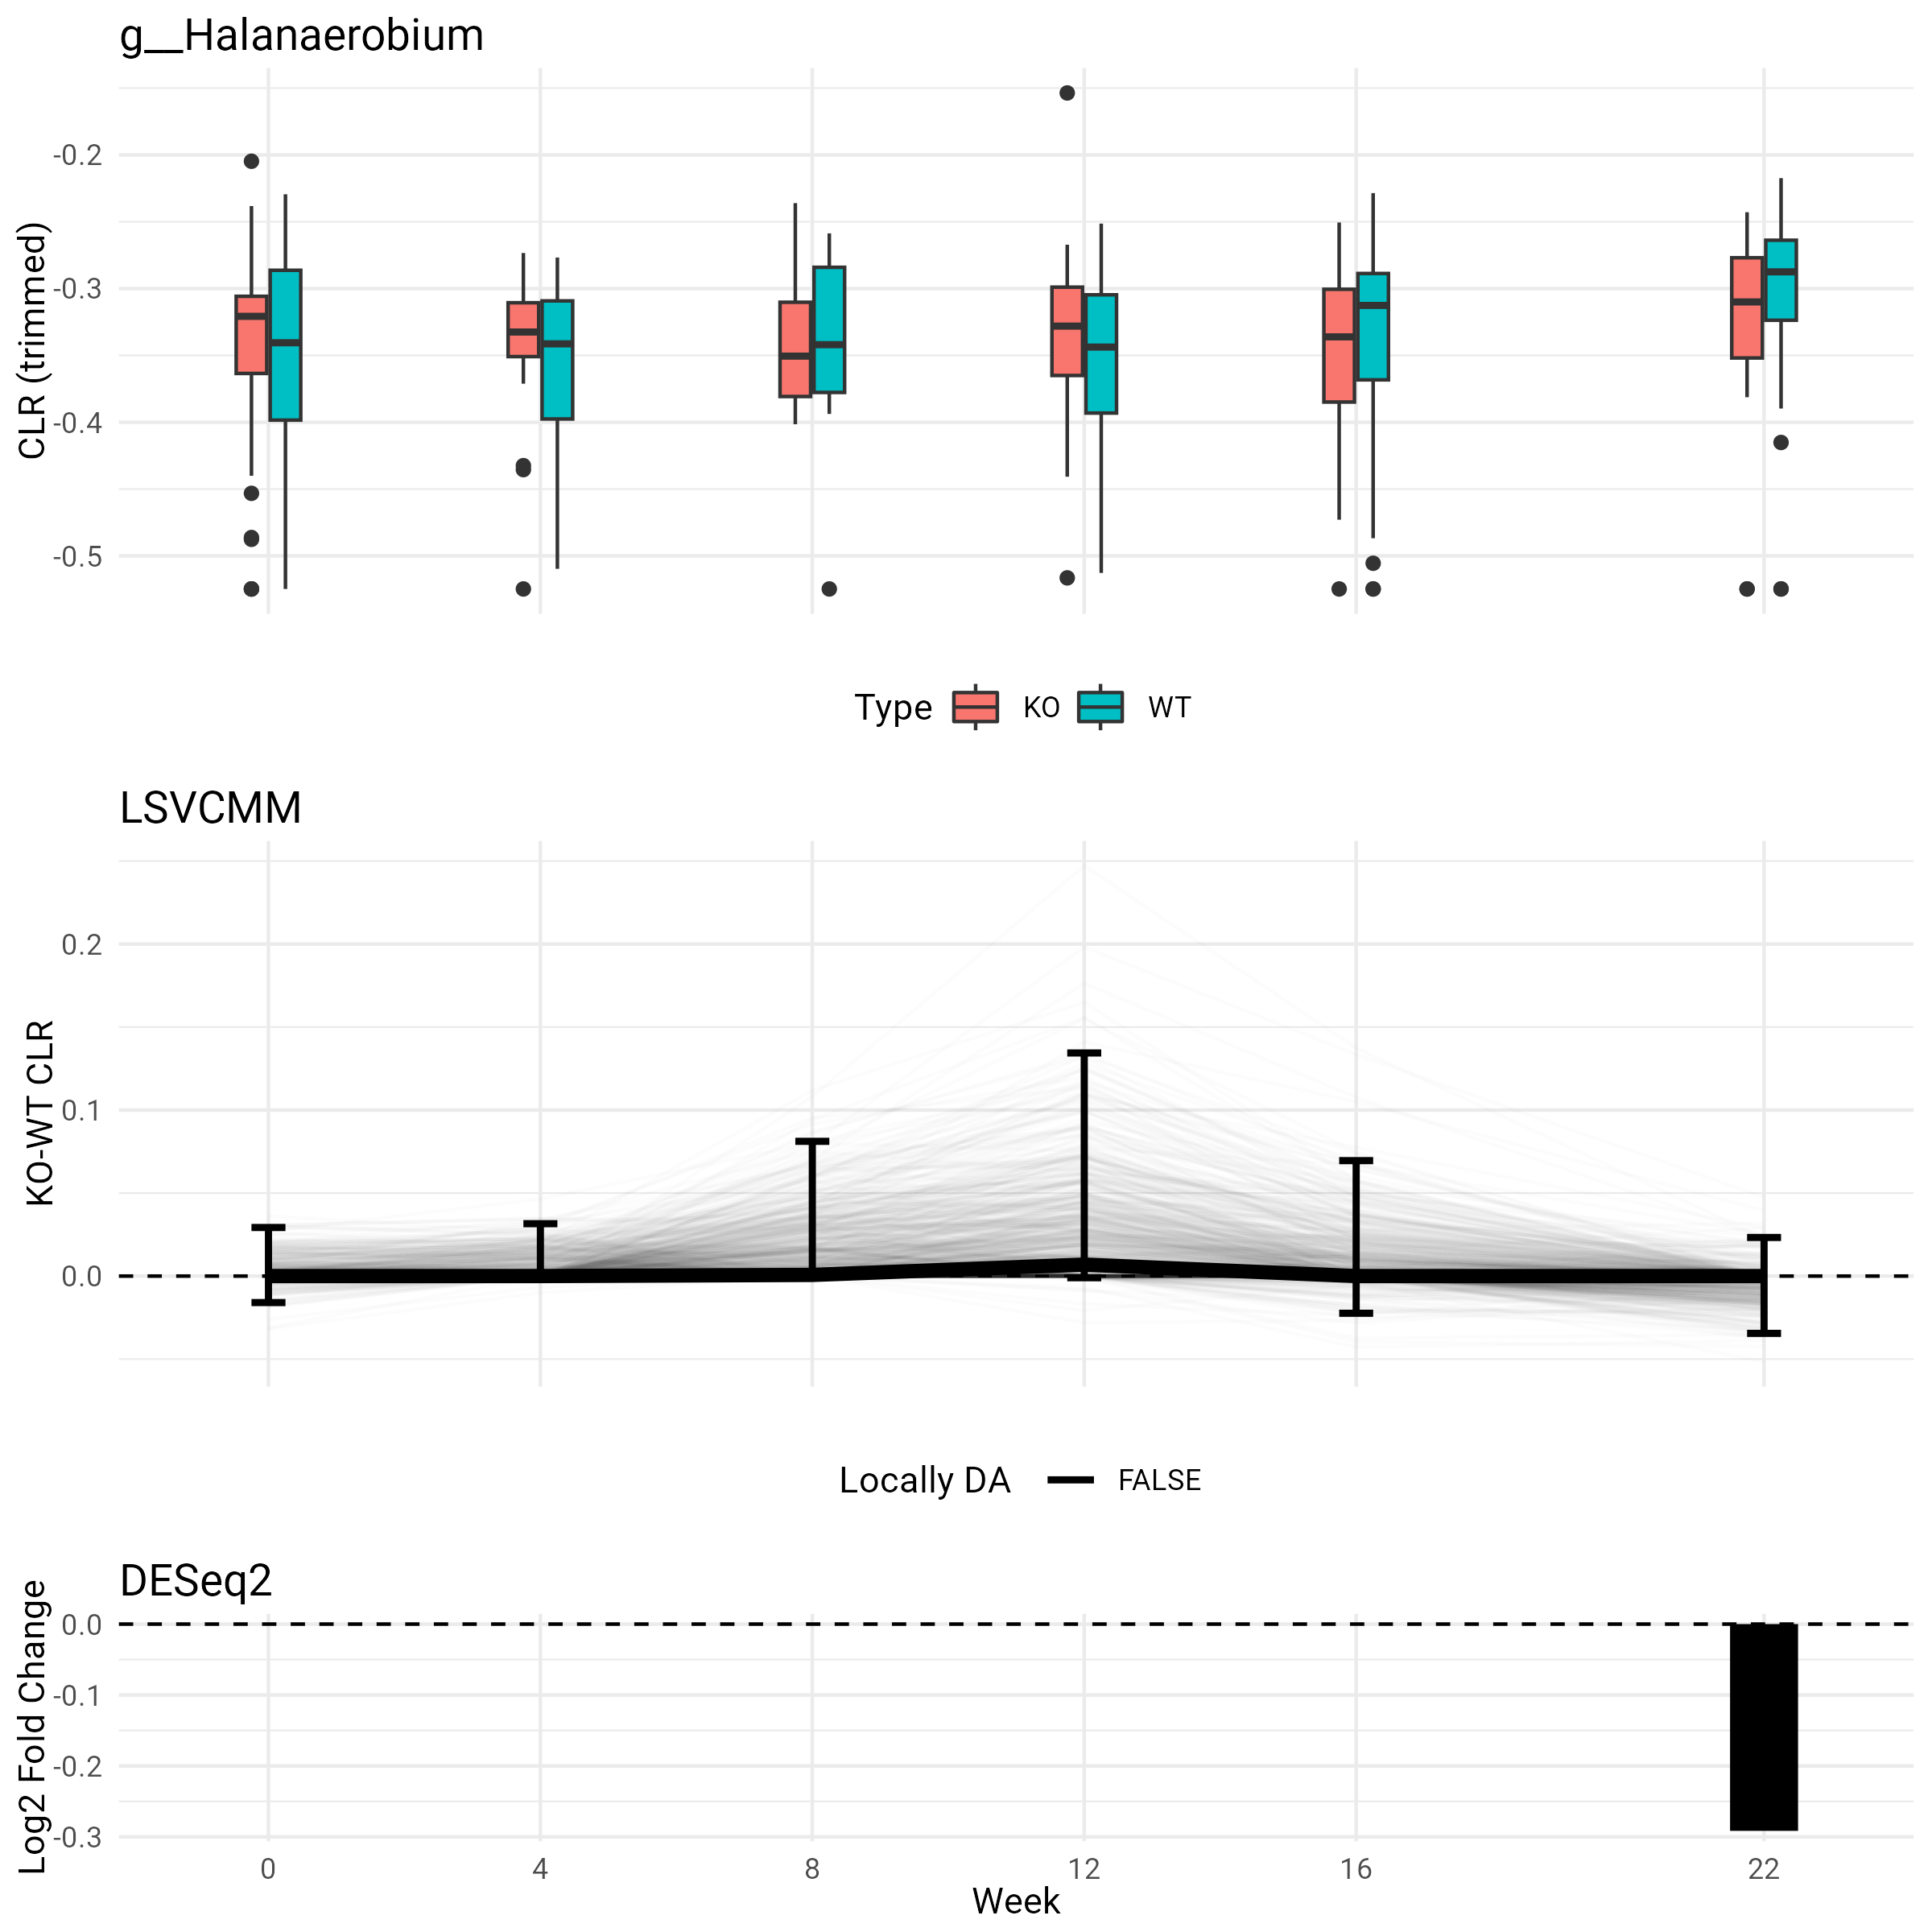 g__Halanaerobium
CLR (trimmed)
-0.2
-0.3
-0.4
-0.5
Type KO WT
LSVCMM
KO-WT CLR
0.2
0.1
0.0
Locally DA FALSE
DESeq2
Log2 Fold Change
0.0
-0.1
-0.2
-0.3
0 4 8 12 16 22
Week